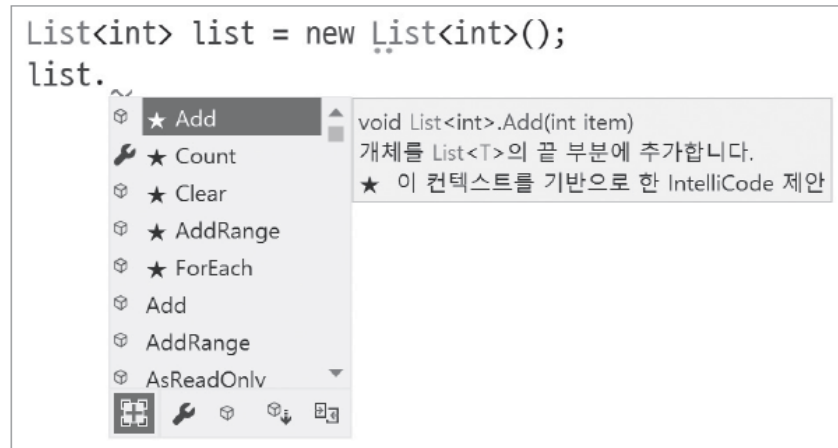 List<int> list = new List<int>();
list.
★ Add
★ Count
★ Clear
★ AddRange
★ ForEach
Add
AddRange
AsReadOnly
void List<int>.Add(int item)
개체를 List<T>의 끝 부분에 추가합니다.
★ 이 컨텍스트를 기반으로 한 IntelliCode 제안